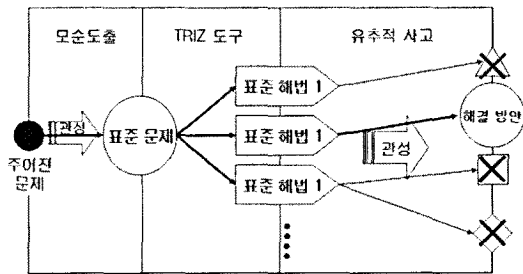 모순도출
TRIZ 도구
유추적 사고
관성
주어진
문제
표준 문제
표준 해법 1
표준 해법 1
표준 해법 1
관성
해결 방안